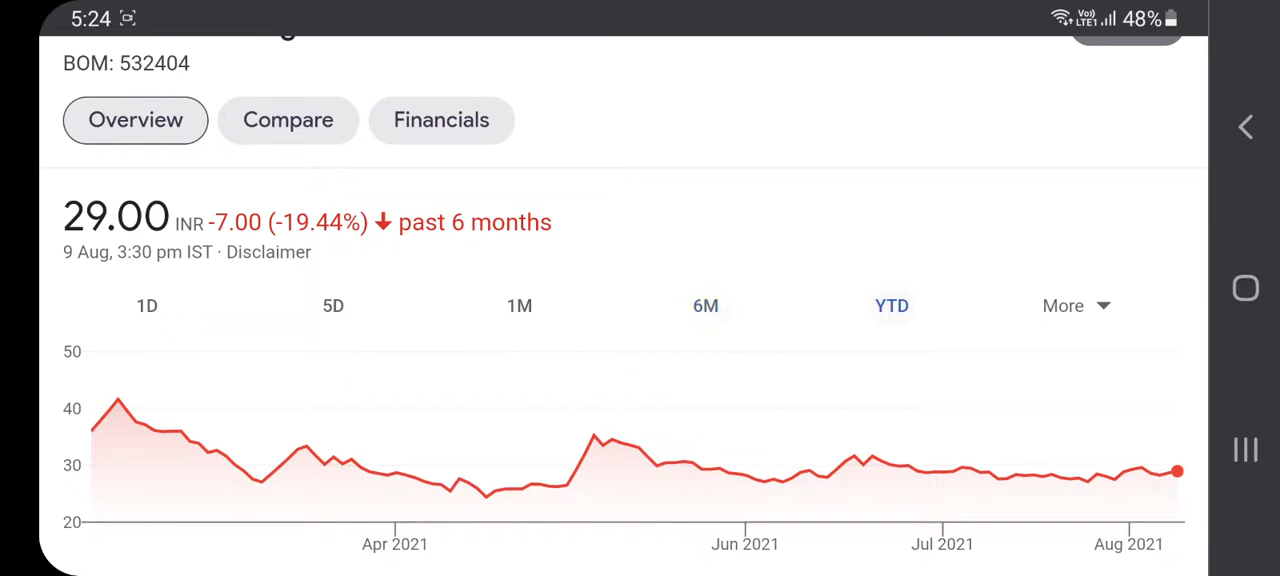 5:24 Vo)) LTE1 48%
BOM: 532404
Overview Compare Financials
29.00 INR -7.00 (-19.44%) ↓ past 6 months
9 Aug, 3:30 pm IST · Disclaimer
1D 5D 1M 6M YTD More
50
40
30
20
Apr 2021 Jun 2021 Jul 2021 Aug 2021